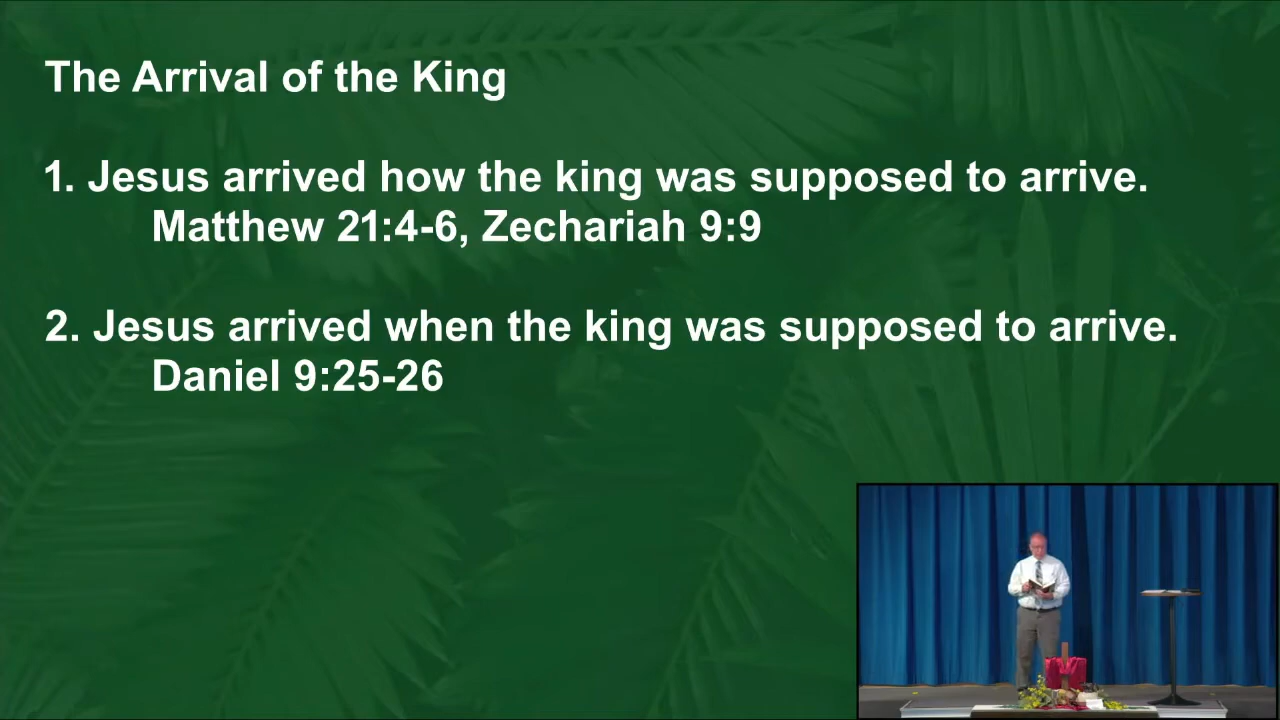 The Arrival of the King
1. Jesus arrived how the king was supposed to arrive.
Matthew 21:4-6, Zechariah 9:9
2. Jesus arrived when the king was supposed to arrive.
Daniel 9:25-26